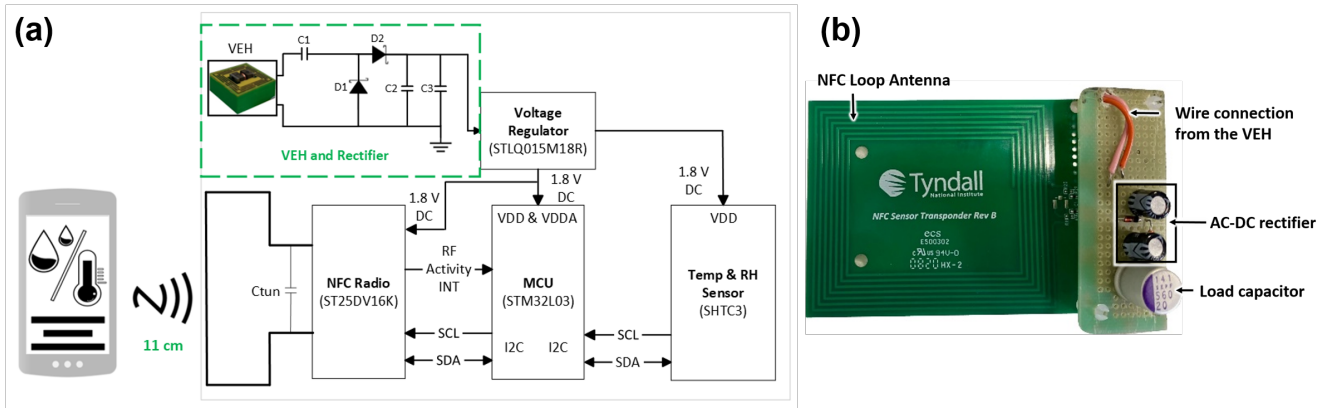 (a)
VEH
C1
D2
D1
C2
C3
VEH and Rectifier
Voltage
Regulator
(STLQ015M18R)
1.8 V
DC
1.8 V
DC
1.8 V
DC
NFC Radio
(ST25DV16K)
Ctun
RF
Activity
INT
SCL
SDA
VDD & VDDA
MCU
(STM32L03)
I2C
I2C
SCL
SDA
VDD
Temp & RH
Sensor
(SHTC3)
11 cm
(b)
NFC Loop Antenna
Wire connection
from the VEH
Tyndall
National Institute
NFC Sensor Transponder Rev B
ecs
E500302
94V-0
0820 HX-2
AC-DC rectifier
Load capacitor
141
560
20